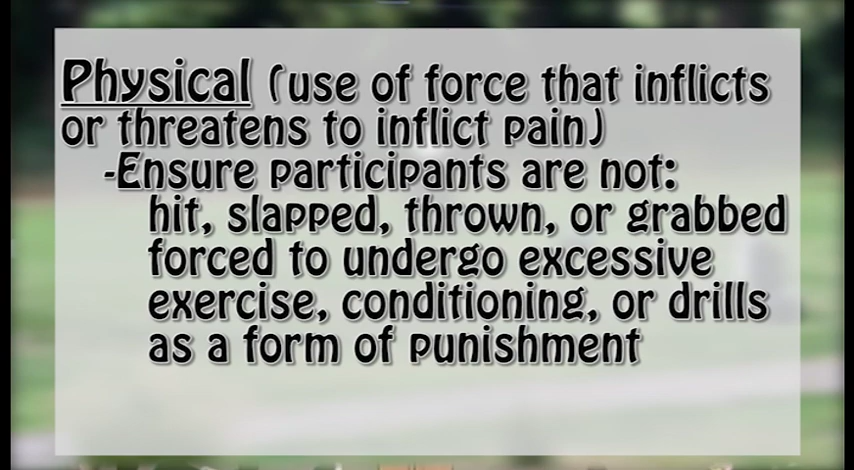 Physical (use of force that inflicts
or threatens to inflict pain)
-Ensure participants are not:
hit, slapped, thrown, or grabbed
forced to undergo excessive
exercise, conditioning, or drills
as a form of punishment